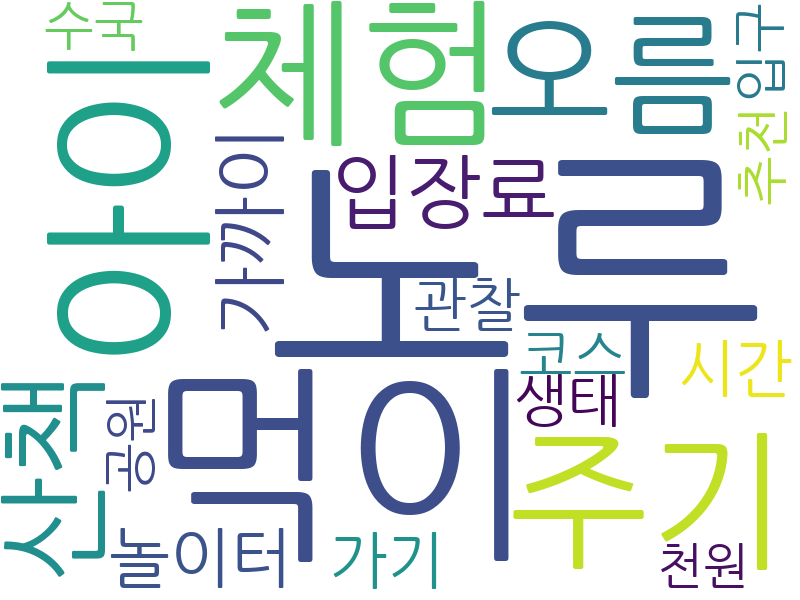 수국
체험
오름
입구
아이
가까이
입장료
추천
노루
관찰
코스
시간
산책
공원
먹이
생태
주기
놀이터
가기
천원